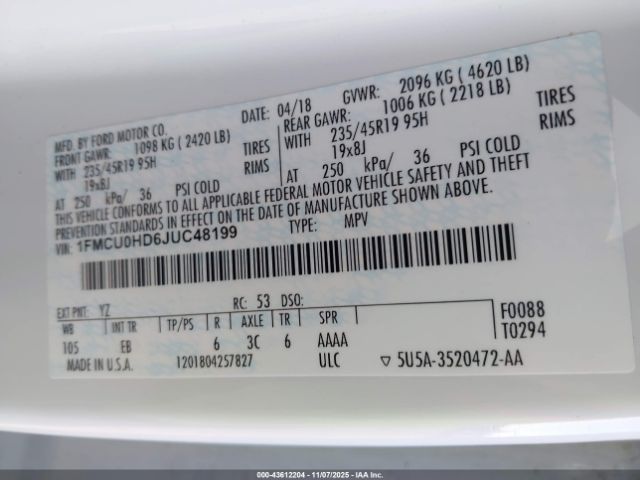 MFD. BY FORD MOTOR CO.
DATE: 04/18 GVWR: 2096 KG ( 4620 LB)
FRONT GAWR: 1098 KG ( 2420 LB)
REAR GAWR: 1006 KG ( 2218 LB)
WITH 235/45R19 95H TIRES
WITH 235/45R19 95H TIRES
19x8J RIMS
19x8J RIMS
AT 250 kPa/ 36 PSI COLD
AT 250 kPa/ 36 PSI COLD
THIS VEHICLE CONFORMS TO ALL APPLICABLE FEDERAL MOTOR VEHICLE SAFETY AND THEFT
PREVENTION STANDARDS IN EFFECT ON THE DATE OF MANUFACTURE SHOWN ABOVE.
VIN: 1FMCU0HD6JUC48199 TYPE: MPV
EXT PNT: YZ RC: 53 DSO:
WB INT TR TP/PS R AXLE TR SPR
105 EB 6 3C 6 AAAA
F0088
T0294
MADE IN U.S.A. 1201804257827 ULC ▽ 5U5A-3520472-AA
000-43612204 - 11/07/2025 - IAA, Inc.